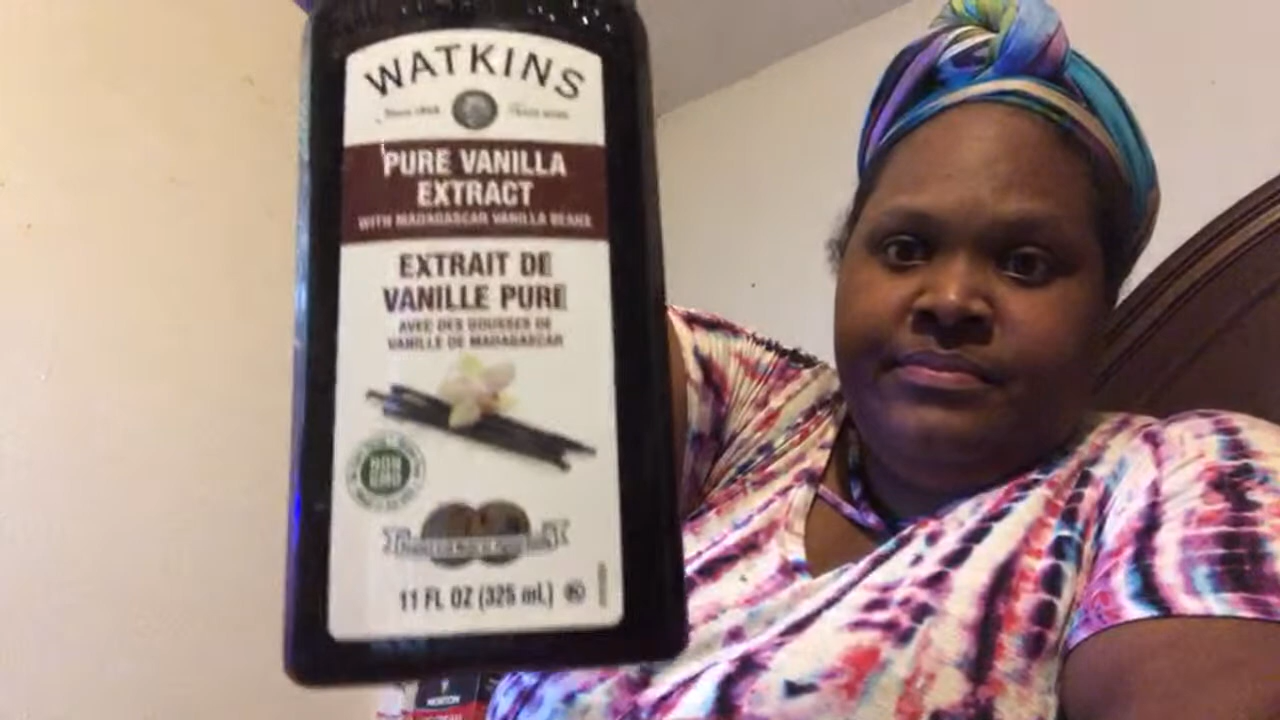 WATKINS
Since 1868
PURE VANILLA
EXTRACT
WITH MADAGASCAR VANILLA BEANS
EXTRAIT DE
VANILLE PURE
AVEC DES GOUSSES DE
VANILLE DE MADAGASCAR
NON
GMO
11 FL OZ (325 mL)
MORTON